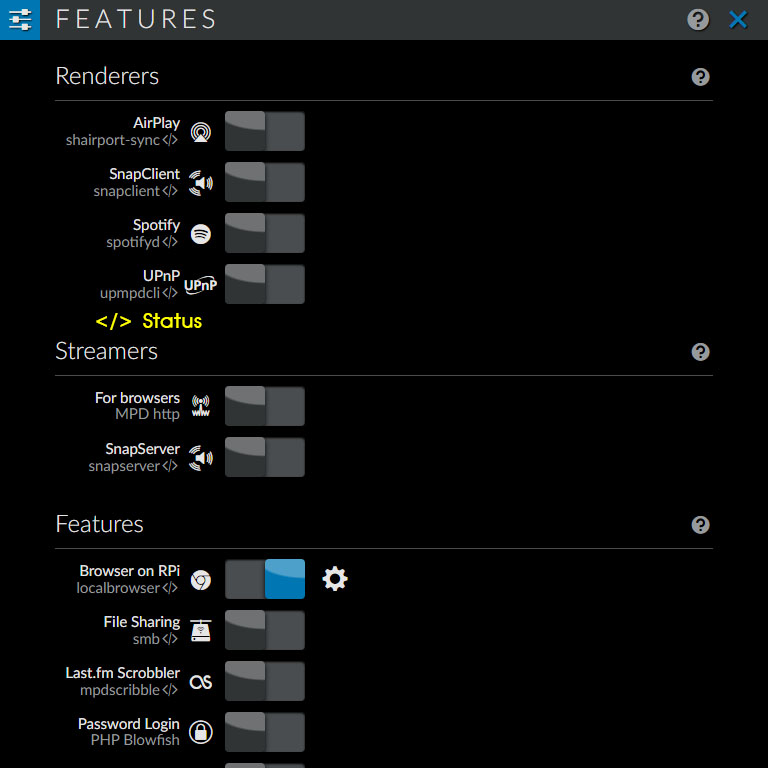 FEATURES
Renderers
AirPlay
shairport-sync </>
SnapClient
snapclient </>
Spotify
spotifyd </>
UPnP
upmpdcli </>
UPnP
</> Status
Streamers
For browsers
MPD http
www
SnapServer
snapserver </>
Features
Browser on RPi
localbrowser </>
File Sharing
smb </>
Last.fm Scrobbler
mpdscribble </>
Password Login
PHP Blowfish